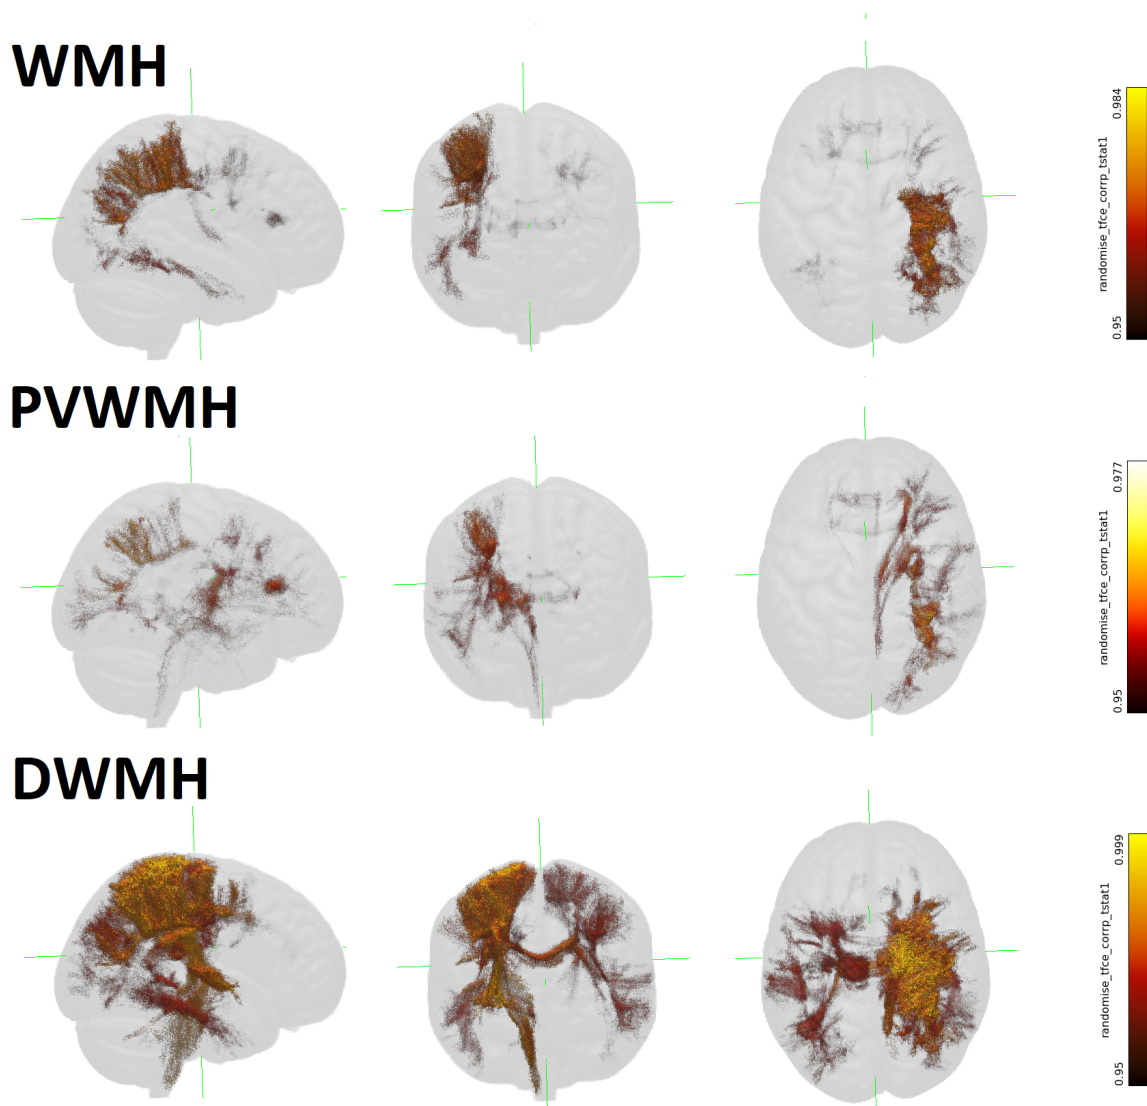 WMH
0.984
randomise_tfce_corrp_tstat1
0.95
PVWMH
0.977
randomise_tfce_corrp_tstat1
0.95
DWMH
0.999
randomise_tfce_corrp_tstat1
0.95